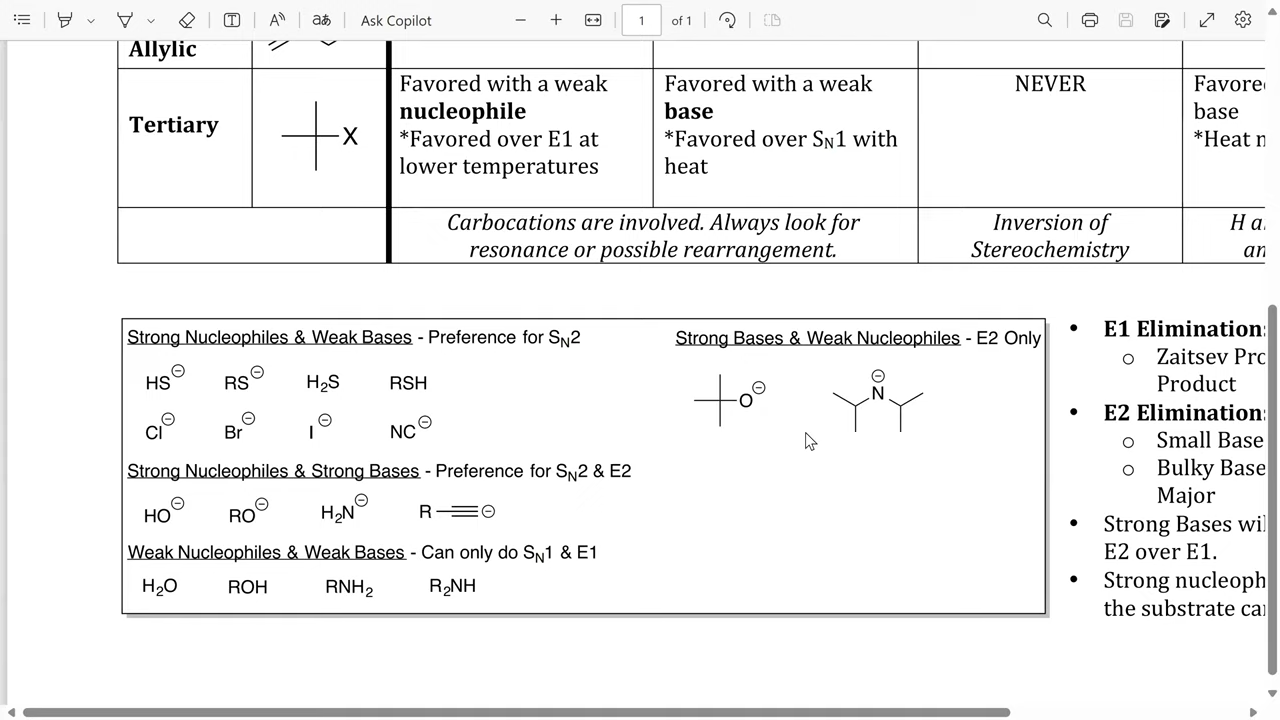 Ask Copilot
1 of 1
Allylic
Tertiary
X
Favored with a weak
nucleophile
*Favored over E1 at
lower temperatures
Favored with a weak
base
*Favored over SN1 with
heat
NEVER
base
*Heat
Carbocations are involved. Always look for
resonance or possible rearrangement.
Inversion of
Stereochemistry
H
Strong Nucleophiles & Weak Bases - Preference for SN2
HS⊖ RS⊖ H2S RSH
Cl⊖ Br⊖ I⊖ NC⊖
Strong Nucleophiles & Strong Bases - Preference for SN2 & E2
HO⊖ RO⊖ H2N⊖ R ⊖
Weak Nucleophiles & Weak Bases - Can only do SN1 & E1
H2O ROH RNH2 R2NH
Strong Bases & Weak Nucleophiles - E2 Only
O⊖ N⊖
• E1 Elimination
o Zaitsev
Product
• E2 Elimination
o Small Base
o Bulky Base
Major
• Strong Bases
E2 over E1.
• Strong
the substrate